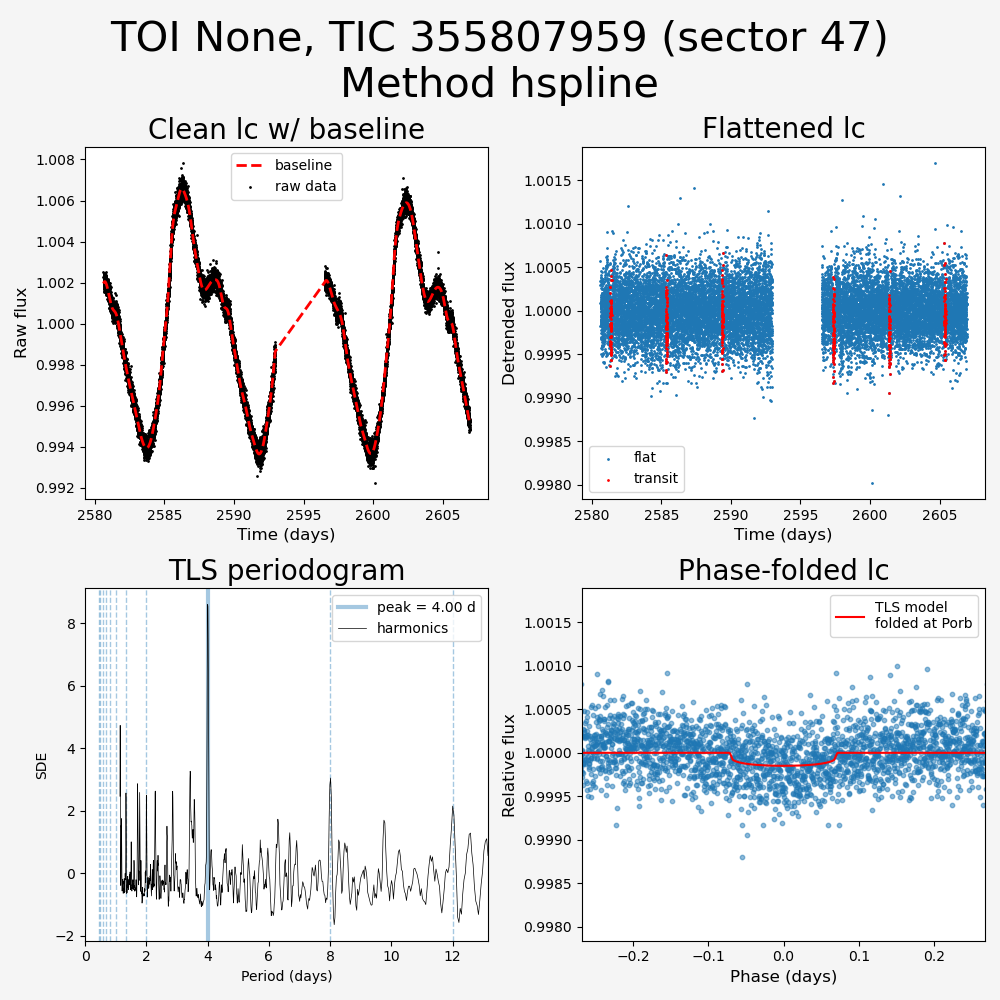 TOI None, TIC 355807959 (sector 47)
Method hspline
Clean lc w/ baseline
1.008
1.006
1.004
1.002
1.000
0.998
0.996
0.994
0.992
Raw flux
baseline
raw data
2580
2585
2590
2595
2600
2605
Time (days)
Flattened lc
1.0015
1.0010
1.0005
1.0000
0.9995
0.9990
0.9985
0.9980
Detrended flux
flat
transit
2580
2585
2590
2595
2600
2605
Time (days)
TLS periodogram
8
6
4
2
0
−2
SDE
peak = 4.00 d
harmonics
0
2
4
6
8
10
12
Period (days)
Phase-folded lc
1.0015
1.0010
1.0005
1.0000
0.9995
0.9990
0.9985
0.9980
Relative flux
TLS model
folded at Porb
−0.2
−0.1
0.0
0.1
0.2
Phase (days)